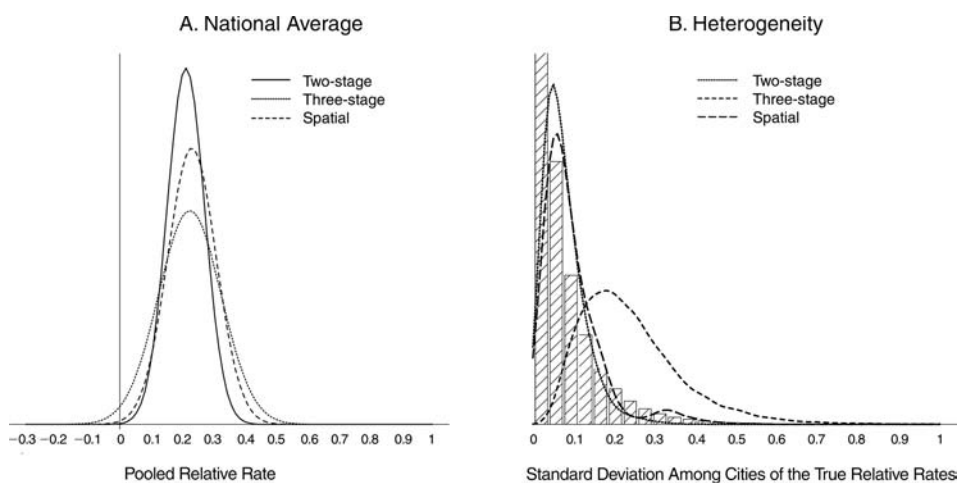 A. National Average
Two-stage
Three-stage
Spatial
−0.3 −0.2 −0.1 0 0.1 0.2 0.3 0.4 0.5 0.6 0.7 0.8 0.9 1
Pooled Relative Rate
B. Heterogeneity
Two-stage
Three-stage
Spatial
0 0.1 0.2 0.3 0.4 0.5 0.6 0.7 0.8 0.9 1
Standard Deviation Among Cities of the True Relative Rates